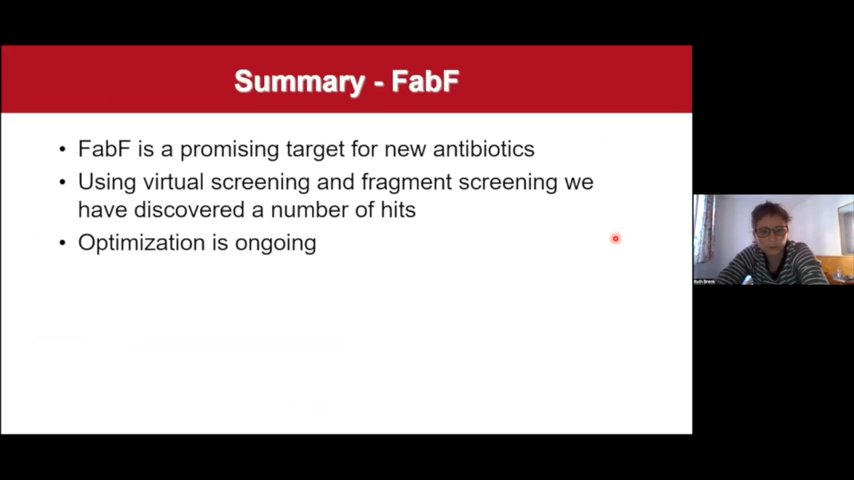 Summary - FabF
• FabF is a promising target for new antibiotics
• Using virtual screening and fragment screening we
have discovered a number of hits
• Optimization is ongoing